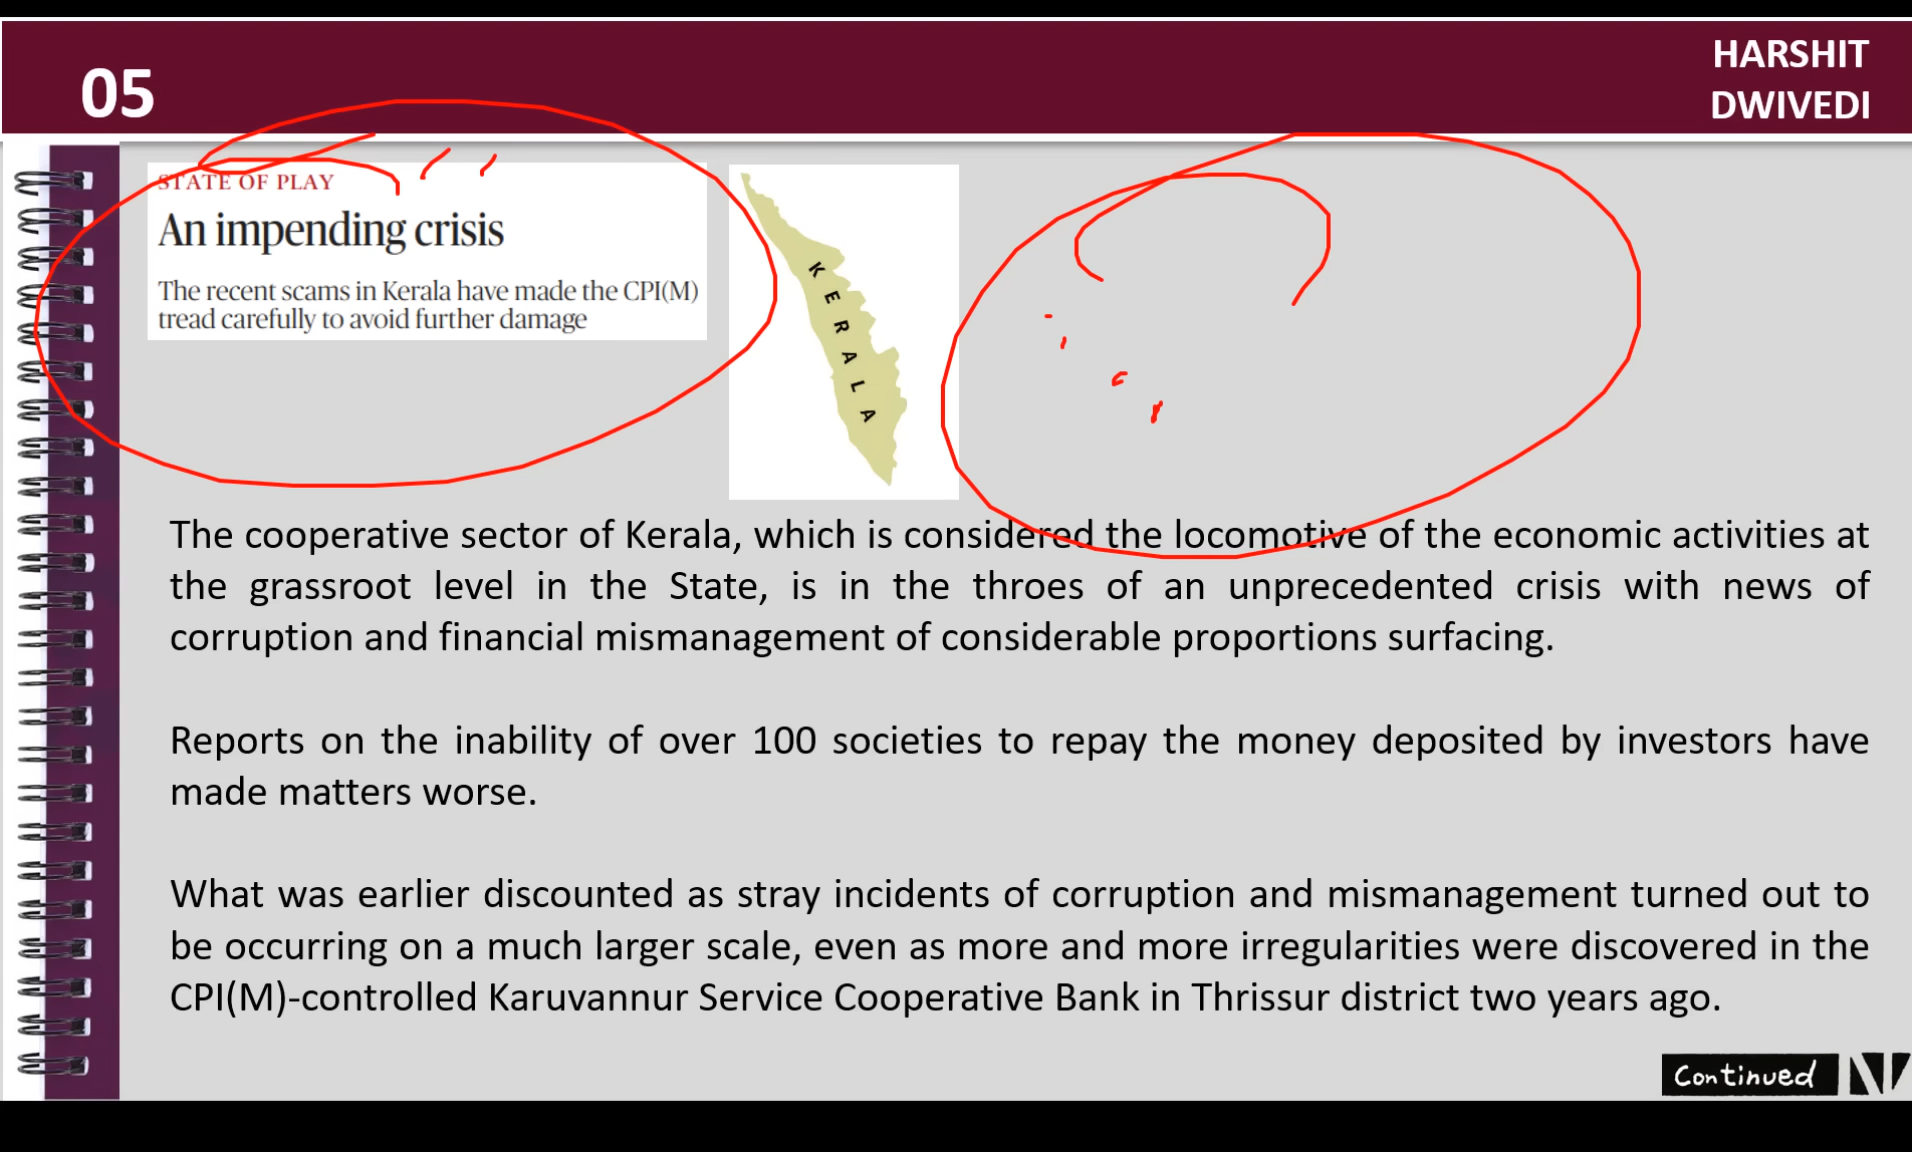 05
HARSHIT
DWIVEDI
STATE OF PLAY
An impending crisis
The recent scams in Kerala have made the CPI(M)
tread carefully to avoid further damage
KERALA
The cooperative sector of Kerala, which is considered the locomotive of the economic activities at
the grassroot level in the State, is in the throes of an unprecedented crisis with news of
corruption and financial mismanagement of considerable proportions surfacing.
Reports on the inability of over 100 societies to repay the money deposited by investors have
made matters worse.
What was earlier discounted as stray incidents of corruption and mismanagement turned out to
be occurring on a much larger scale, even as more and more irregularities were discovered in the
CPI(M)-controlled Karuvannur Service Cooperative Bank in Thrissur district two years ago.
Continued